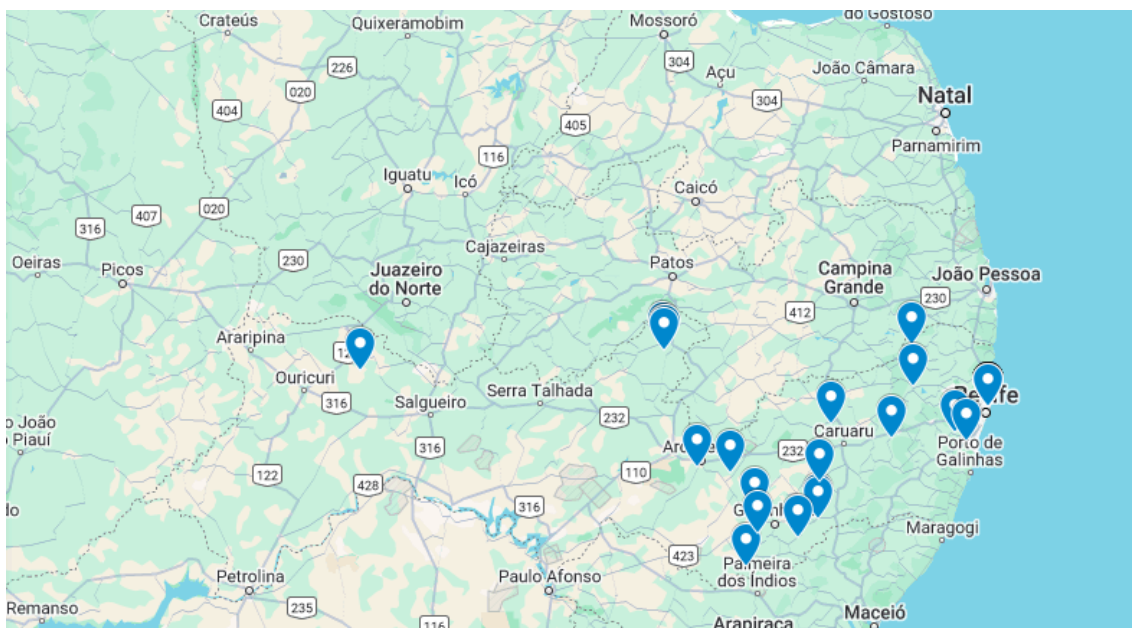 do Gostoso
Crateús
Quixeramobim
Mossoró
304
226
Açu
João Câmara
020
Natal
404
304
405
Parnamirim
116
Iguatu
Icó
Caicó
407
020
316
Cajazeiras
Oeiras
Picos
230
Juazeiro
do Norte
Patos
Campina
Grande
João Pessoa
230
412
Araripina
Ouricuri
Serra Talhada
316
Salgueiro
232
João
Piauí
Caruaru
316
232
Porto de
Galinhas
122
110
428
316
Maragogi
423
Palmeira
dos Índios
Petrolina
Paulo Afonso
Remanso
235
116
Arapiraca
Maceió